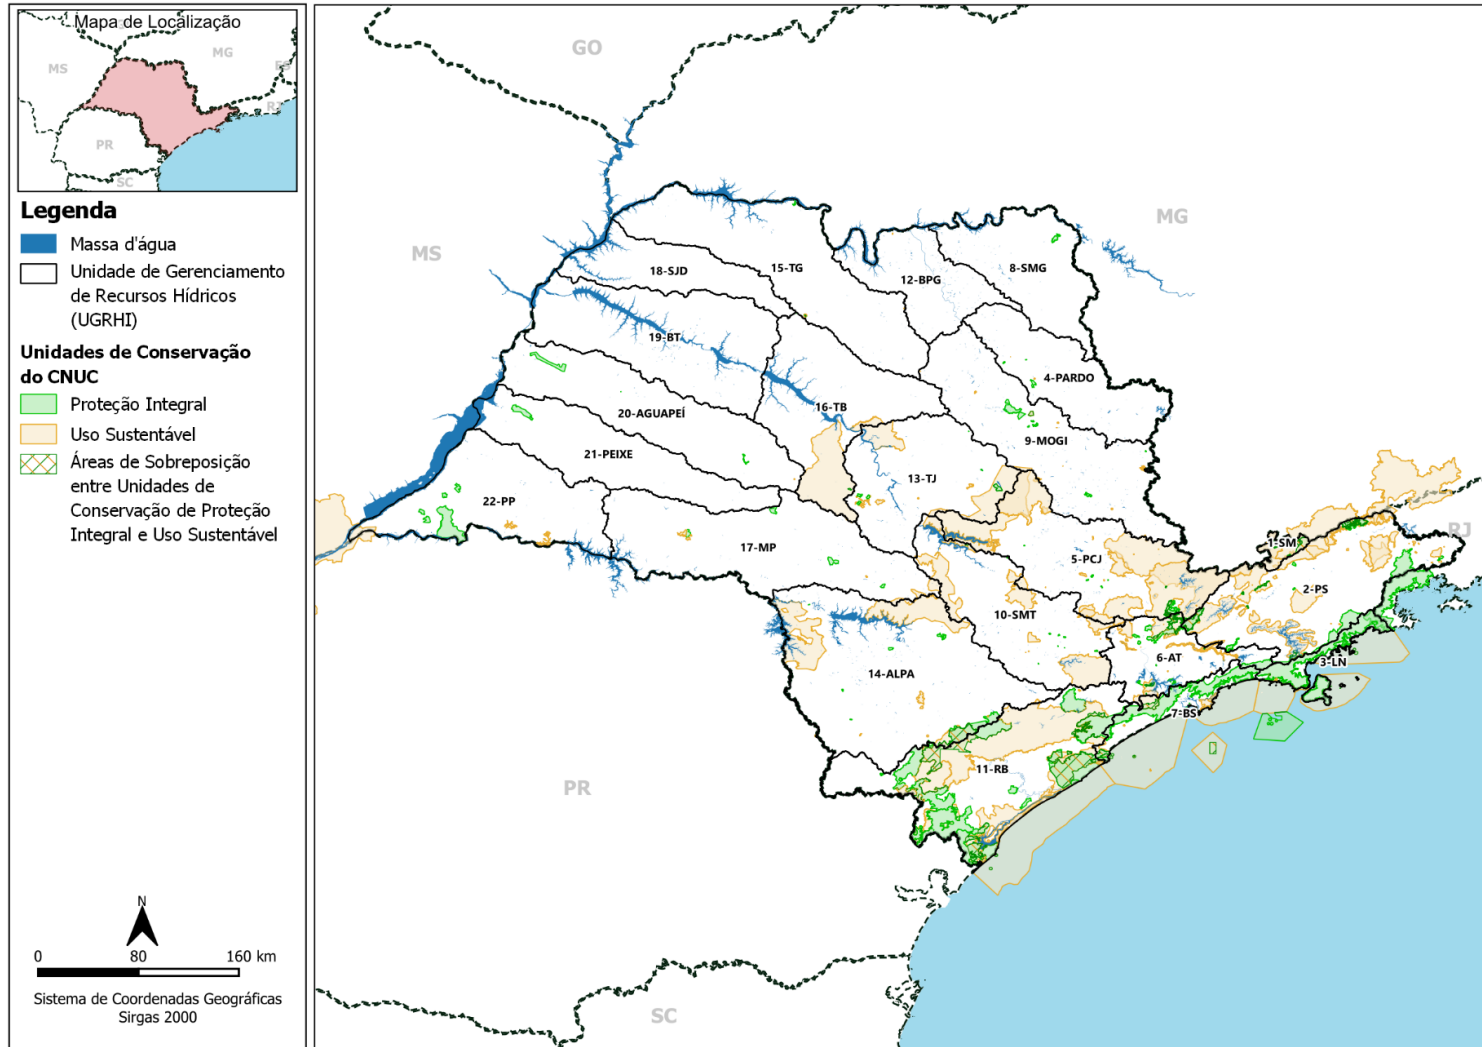 Mapa de Localização
MS
MG
ES
RJ
PR
SC
Legenda
Massa d'água
Unidade de Gerenciamento
de Recursos Hídricos
(UGRHI)
Unidades de Conservação
do CNUC
Proteção Integral
Uso Sustentável
Áreas de Sobreposição
entre Unidades de
Conservação de Proteção
Integral e Uso Sustentável
N
0 80 160 km
Sistema de Coordenadas Geográficas
Sirgas 2000
GO
MG
MS
18-SJD
15-TG
12-BPG
8-SMG
19-BT
4-PARDO
16-TB
20-AGUAPEÍ
9-MOGI
21-PEIXE
13-TJ
22-PP
17-MP
5-PCJ
1-SM
RJ
2-PS
10-SMT
6-AT
3-LN
14-ALPA
7-BS
11-RB
PR
SC